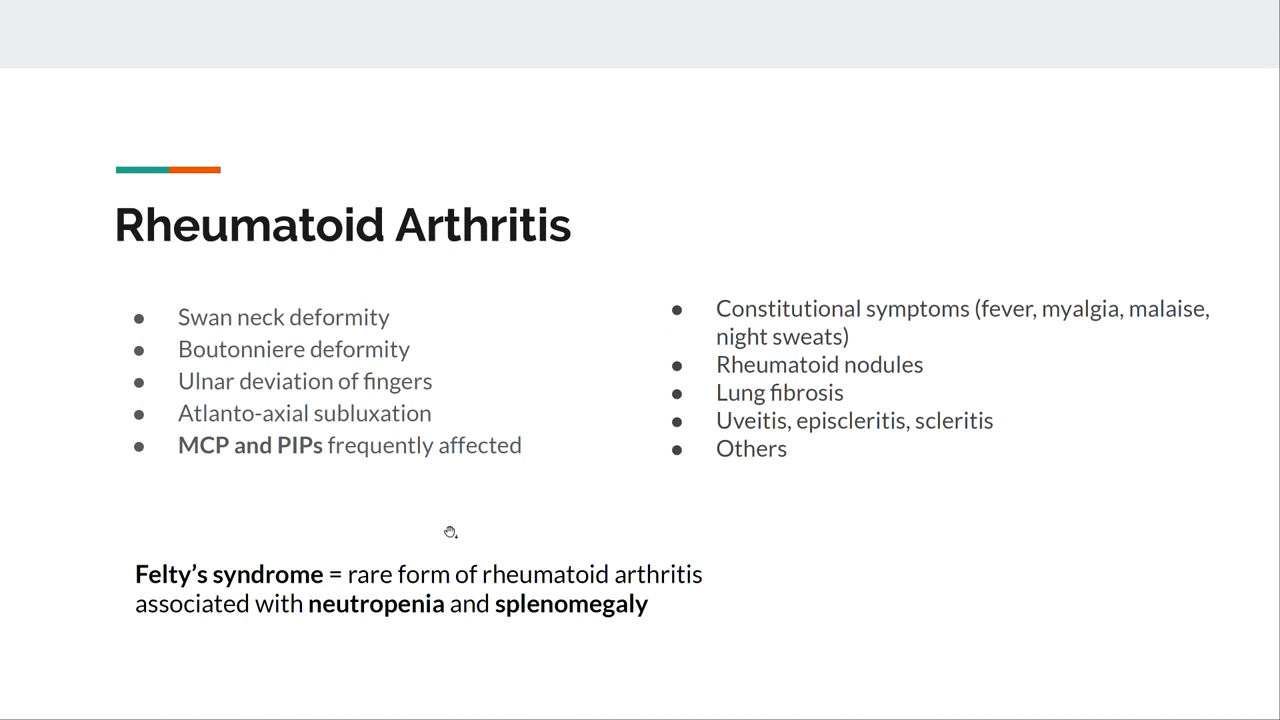 Rheumatoid Arthritis
● Swan neck deformity
● Boutonniere deformity
● Ulnar deviation of fingers
● Atlanto-axial subluxation
● MCP and PIPs frequently affected
● Constitutional symptoms (fever, myalgia, malaise,
night sweats)
● Rheumatoid nodules
● Lung fibrosis
● Uveitis, episcleritis, scleritis
● Others
Felty’s syndrome = rare form of rheumatoid arthritis
associated with neutropenia and splenomegaly